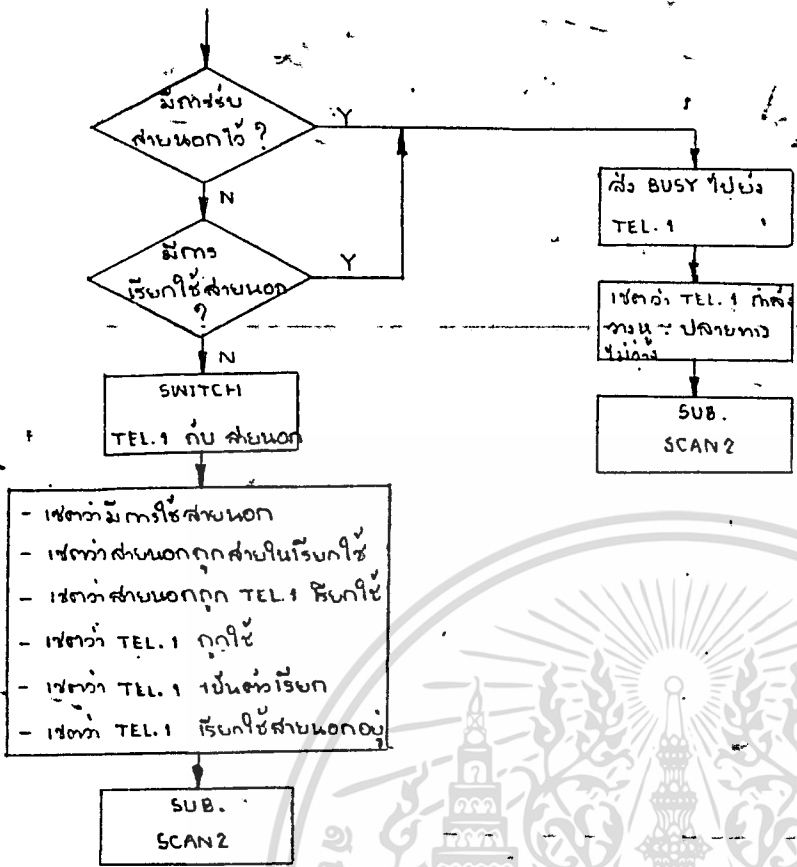 มีการรับ
สายนอกไว้ ?
Y
N
มีการ
เรียกใช้สายนอก
?
Y
N
SWITCH
TEL.1 กับ สายนอก
- เซตว่ามีการใช้สายนอก
- เซตว่าสายนอกถูกสายในเรียกใช้
- เซตว่าสายนอกถูก TEL.1 เรียกใช้
- เซตว่า TEL.1 ถูกใช้
- เซตว่า TEL.1 เป็นตัวเรียก
- เซตว่า TEL.1 เรียกใช้สายนอกอยู่
SUB.
SCAN2
ส่ง BUSY ไปยัง
TEL.1
เซตว่า TEL.1 กำลัง
วางหู - ปลายทาง
ไม่ว่าง
SUB.
SCAN2